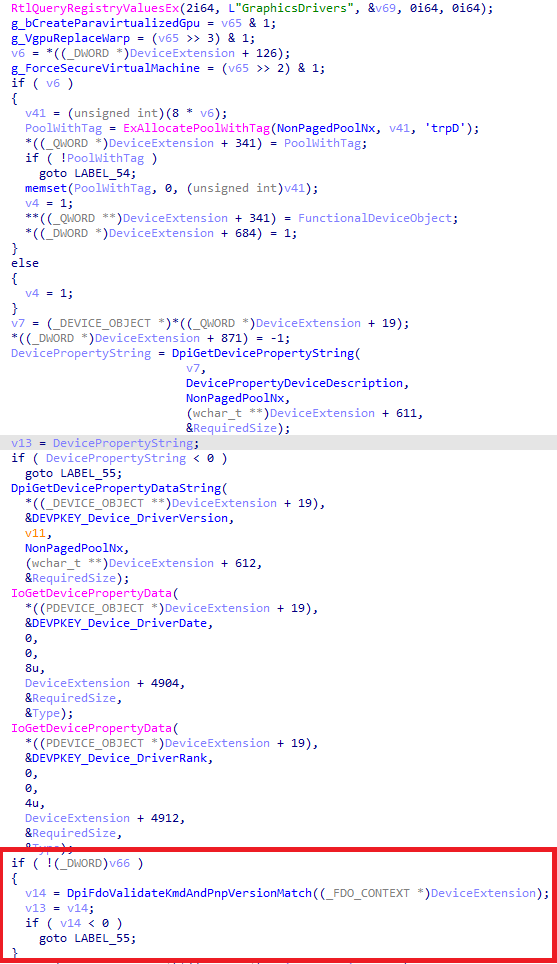 RtlQueryRegistryValuesEx(2i64, L"GraphicsDrivers", &v69, 0i64, 0i64);
g_bCreateParavirtualizedGpu = v65 & 1;
g_VgpuReplaceWarp = (v65 >> 3) & 1;
v6 = *((_DWORD *)DeviceExtension + 126);
g_ForceSecureVirtualMachine = (v65 >> 2) & 1;
if ( v6 )
{
v41 = (unsigned int)(8 * v6);
PoolWithTag = ExAllocatePoolWithTag(NonPagedPoolNx, v41, 'trpD');
*((_QWORD *)DeviceExtension + 341) = PoolWithTag;
if ( !PoolWithTag )
goto LABEL_54;
memset(PoolWithTag, 0, (unsigned int)v41);
v4 = 1;
**((_QWORD **)DeviceExtension + 341) = FunctionalDeviceObject;
*((_DWORD *)DeviceExtension + 684) = 1;
}
else
{
v4 = 1;
}
v7 = (_DEVICE_OBJECT *)*((_QWORD *)DeviceExtension + 19);
*((_DWORD *)DeviceExtension + 871) = -1;
DevicePropertyString = DpiGetDevicePropertyString(
v7,
DevicePropertyDeviceDescription,
NonPagedPoolNx,
(wchar_t **)DeviceExtension + 611,
&RequiredSize);
v13 = DevicePropertyString;
if ( DevicePropertyString < 0 )
goto LABEL_55;
DpiGetDevicePropertyDataString(
*((_DEVICE_OBJECT **)DeviceExtension + 19),
&DEVPKEY_Device_DriverVersion,
v11,
NonPagedPoolNx,
(wchar_t **)DeviceExtension + 612,
&RequiredSize);
IoGetDevicePropertyData(
*((PDEVICE_OBJECT *)DeviceExtension + 19),
&DEVPKEY_Device_DriverDate,
0,
0,
8u,
DeviceExtension + 4904,
&RequiredSize,
&Type);
IoGetDevicePropertyData(
*((PDEVICE_OBJECT *)DeviceExtension + 19),
&DEVPKEY_Device_DriverRank,
0,
0,
4u,
DeviceExtension + 4912,
&RequiredSize,
&Type);
if ( !(_DWORD)v66 )
{
v14 = DpiFdoValidateKmdAndPnpVersionMatch((_FDO_CONTEXT *)DeviceExtension);
v13 = v14;
if ( v14 < 0 )
goto LABEL_55;
}